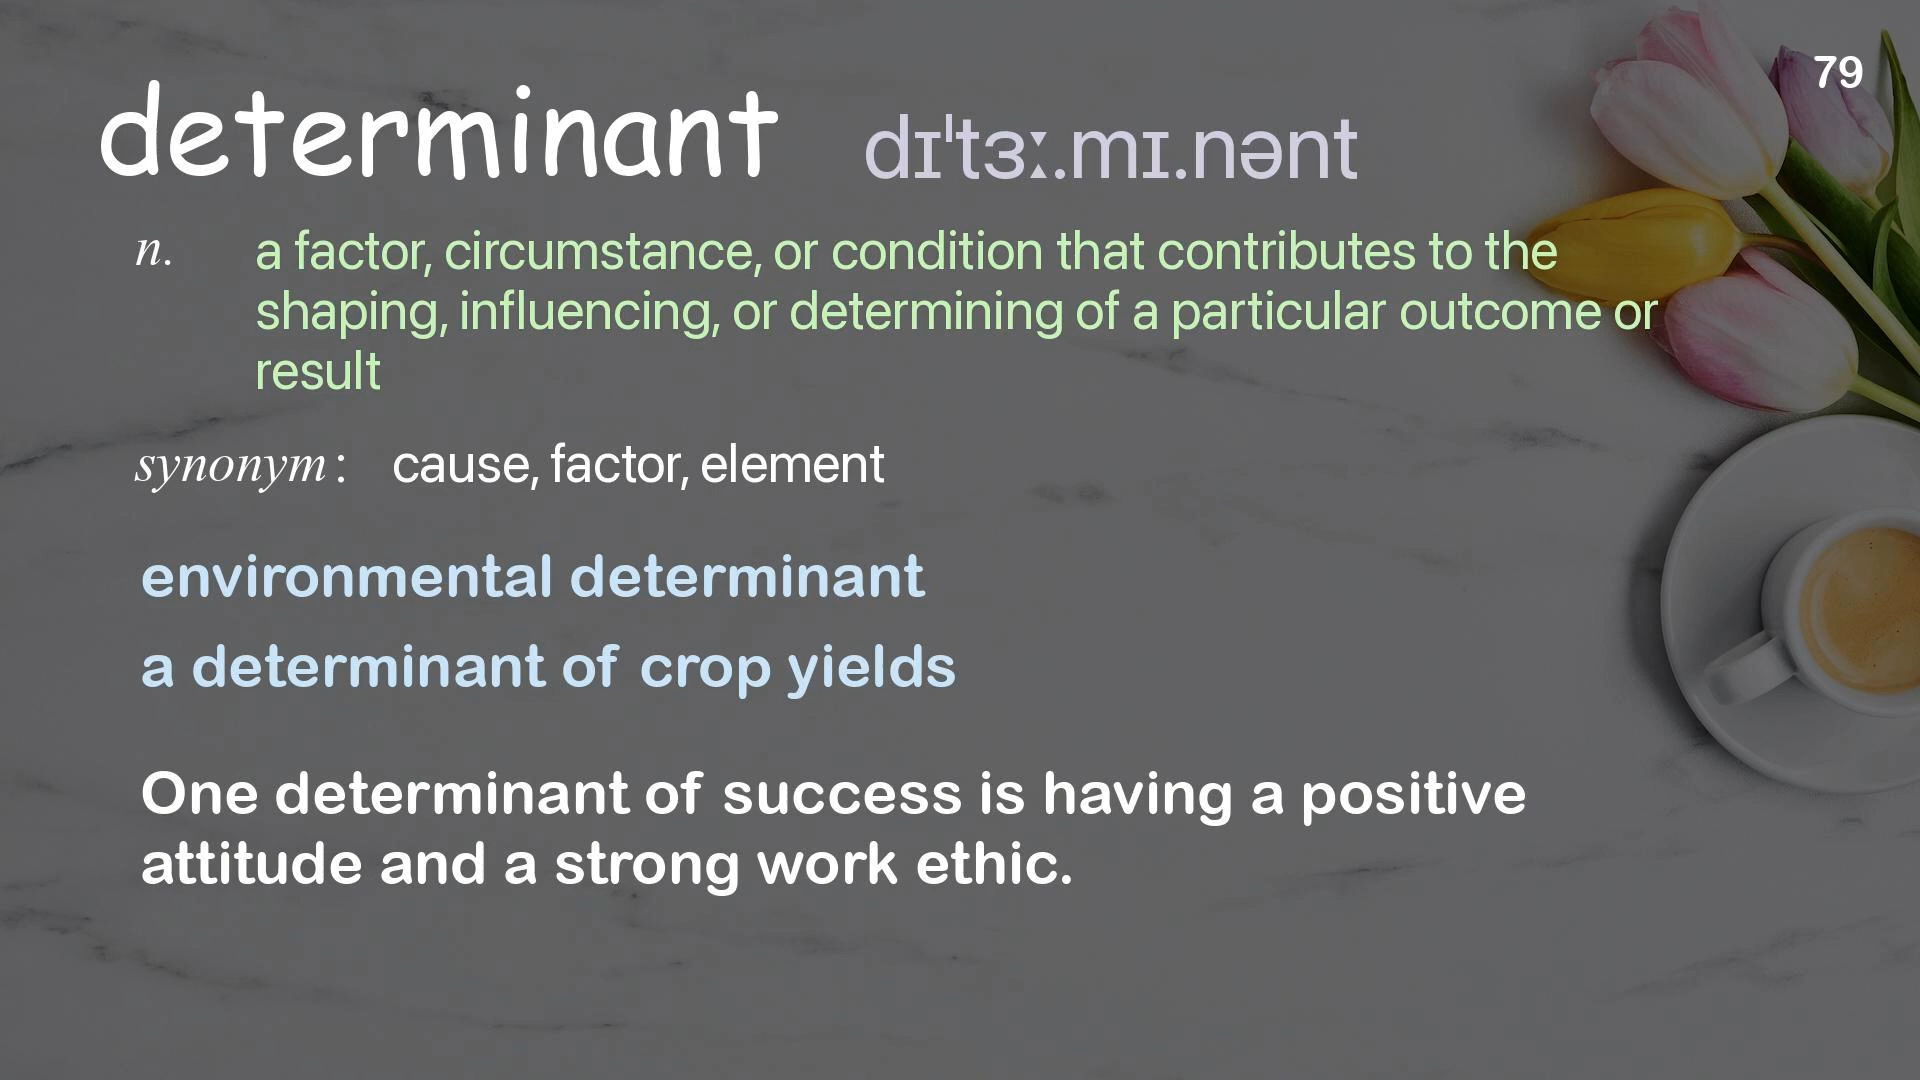 79
determinant dɪˈtɜː.mɪ.nənt
n. a factor, circumstance, or condition that contributes to the
shaping, influencing, or determining of a particular outcome or
result
synonym : cause, factor, element
environmental determinant
a determinant of crop yields
One determinant of success is having a positive
attitude and a strong work ethic.